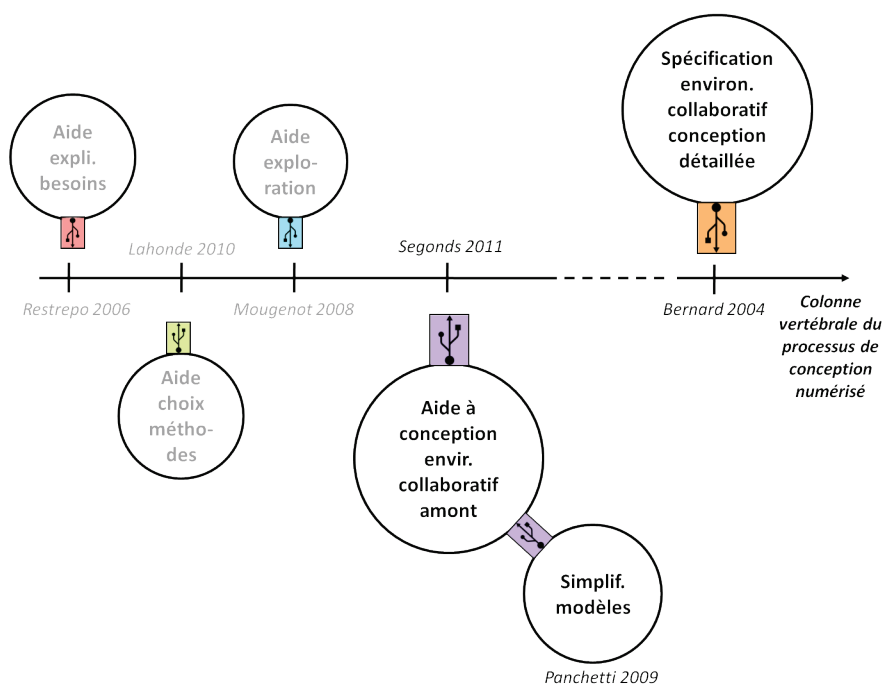 Aide
expli.
besoins
Aide
explo-
ration
Spécification
environ.
collaboratif
conception
détaillée
Lahonde 2010
Segonds 2011
Restrepo 2006
Mougenot 2008
Bernard 2004
Colonne
vertébrale du
processus de
conception
numérisé
Aide
choix
métho-
des
Aide à
conception
envir.
collaboratif
amont
Simplif.
modèles
Panchetti 2009